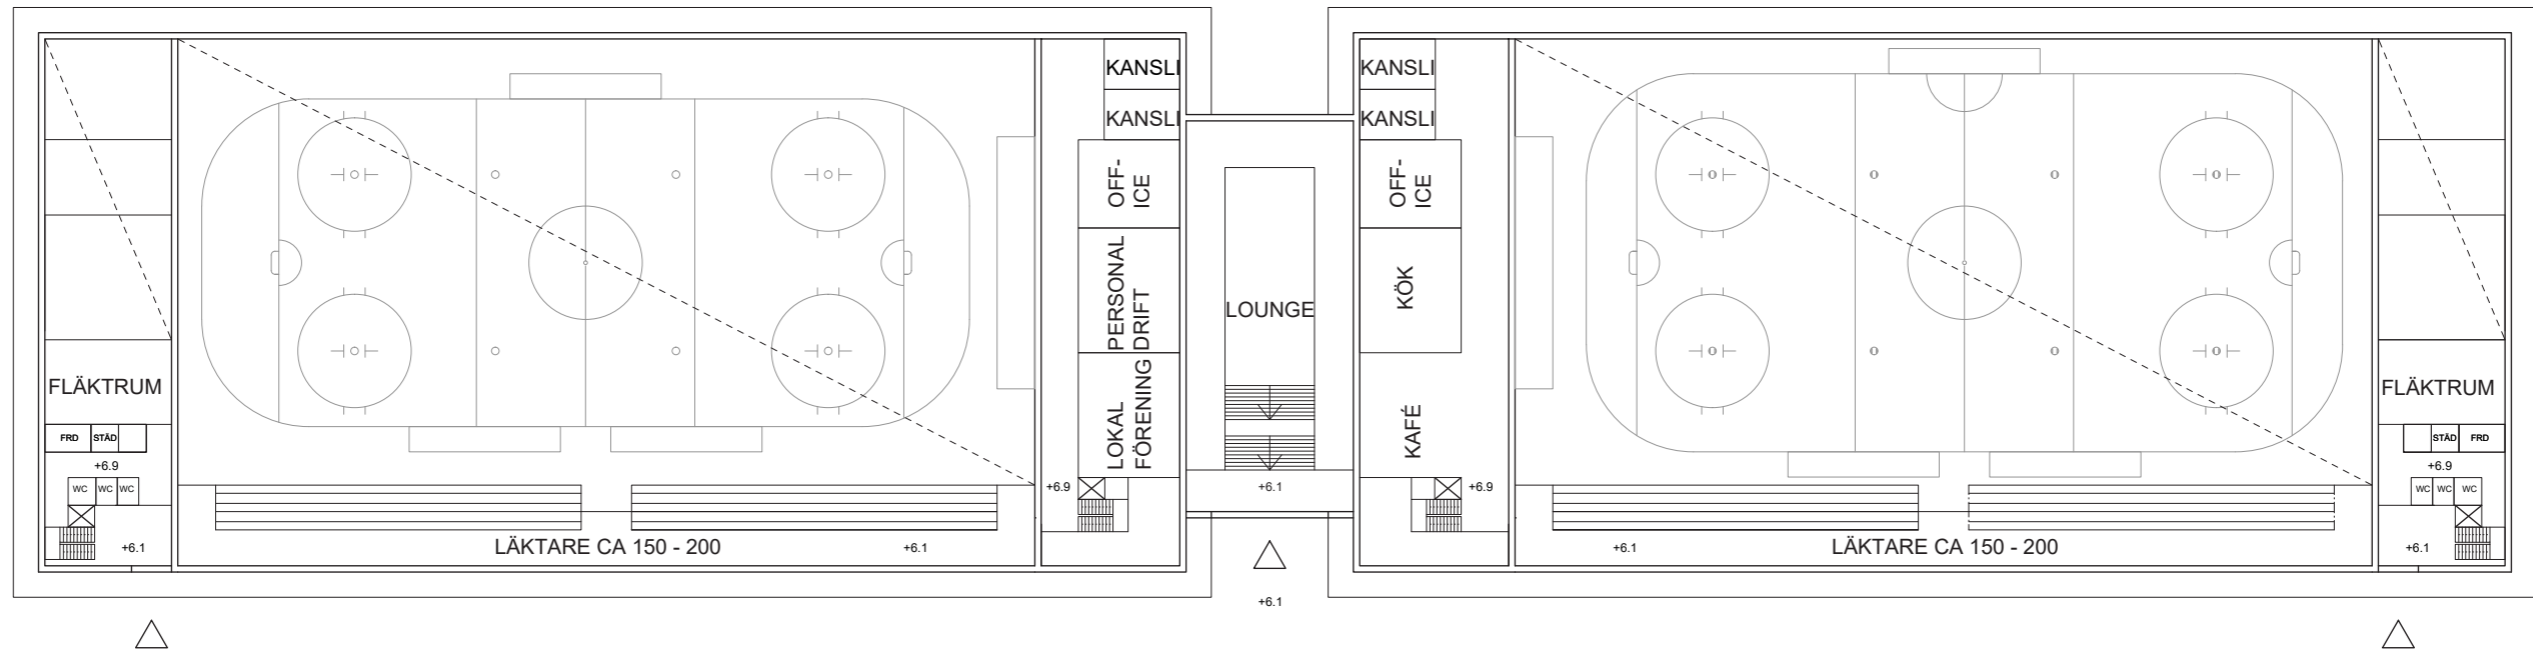 KANSLI
KANSLI
KANSLI
KANSLI
OFF-
ICE
OFF-
ICE
PERSONAL
DRIFT
LOUNGE
KÖK
FLÄKTRUM
FLÄKTRUM
LOKAL
FÖRENING
KAFÉ
FRD
STÄD
STÄD
FRD
+6.9
+6.9
WC
WC
WC
+6.9
+6.1
+6.9
WC
WC
WC
+6.1
LÄKTARE CA 150 - 200
+6.1
+6.1
LÄKTARE CA 150 - 200
+6.1
+6.1